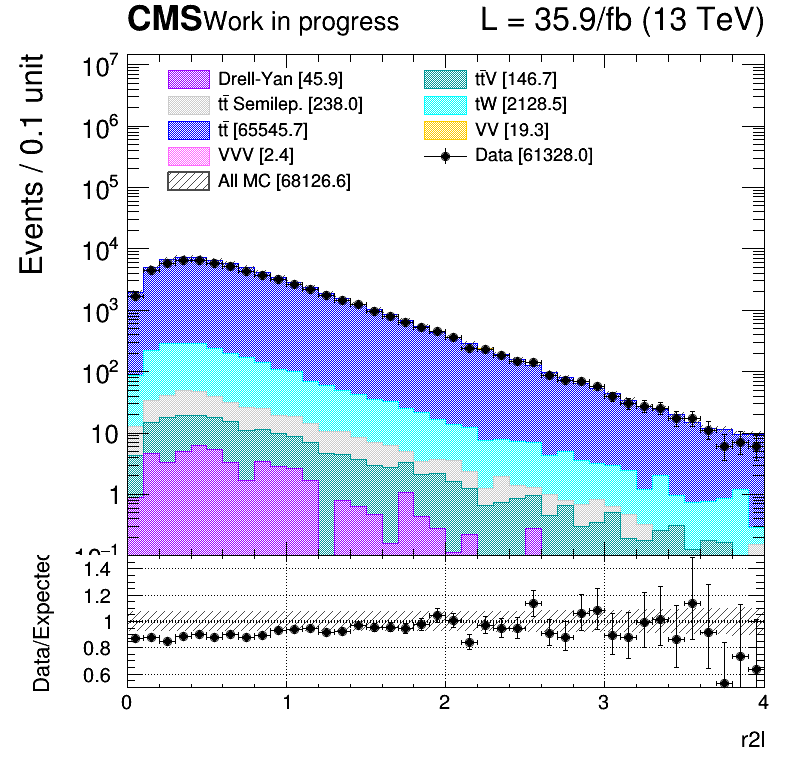 CMS Work in progress L = 35.9/fb (13 TeV)
Events / 0.1 unit
10⁷
10⁶
10⁵
10⁴
10³
10²
10
1
10⁻¹
Drell-Yan [45.9]
tt̄ Semilep. [238.0]
tt̄ [65545.7]
VVV [2.4]
All MC [68126.6]
tt̄V [146.7]
tW [2128.5]
VV [19.3]
Data [61328.0]
Data/Expected
1.4
1.2
1
0.8
0.6
0 1 2 3 4
r2l